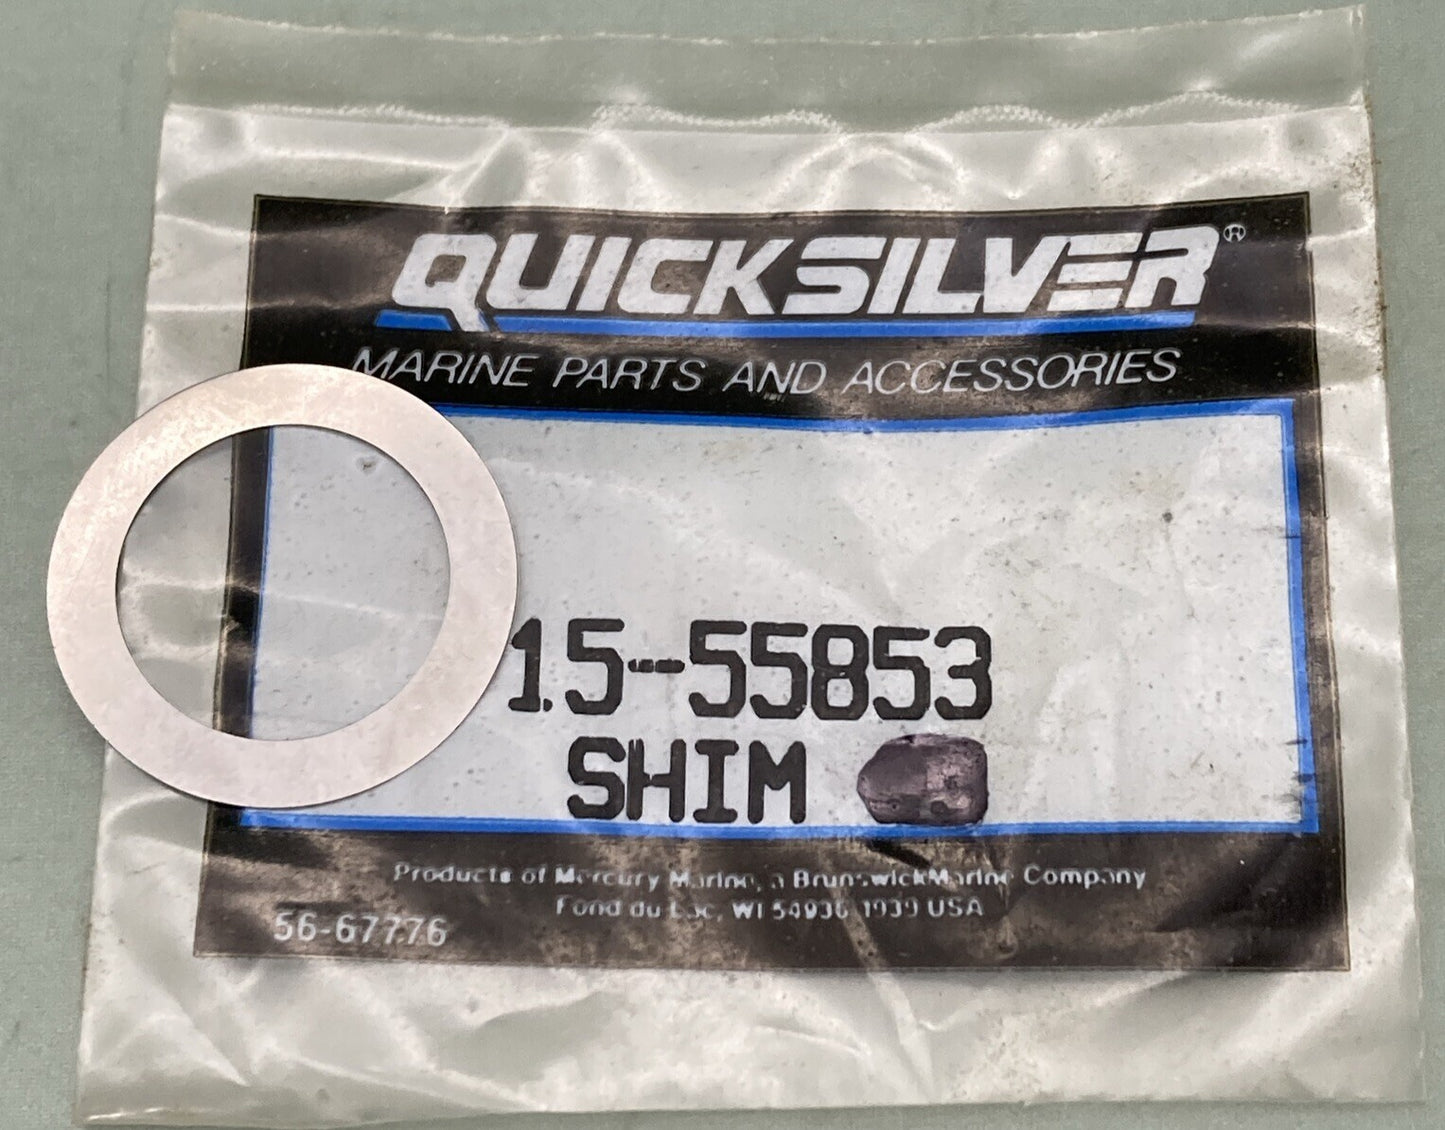 QUICKSILVER®
MARINE PARTS AND ACCESSORIES
15-55853
SHIM
Products of Mercury Marine, a Brunswick Marine Company
Fond du Lac, WI 54936-1939 USA
56-67776